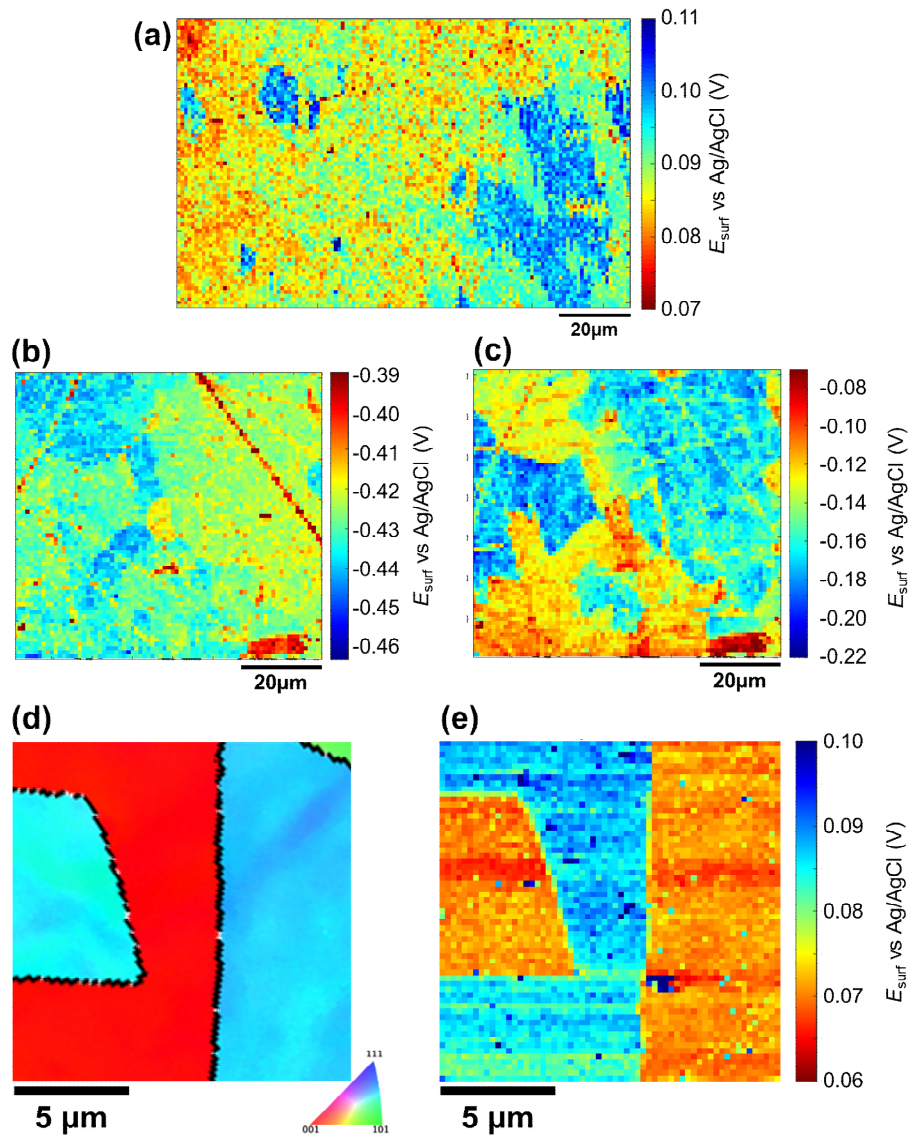 (a)
0.11
0.10
0.09
0.08
0.07
E_surf vs Ag/AgCl (V)
20µm
(b)
-0.39
-0.40
-0.41
-0.42
-0.43
-0.44
-0.45
-0.46
E_surf vs Ag/AgCl (V)
20µm
(c)
-0.08
-0.10
-0.12
-0.14
-0.16
-0.18
-0.20
-0.22
E_surf vs Ag/AgCl (V)
20µm
(d)
111
001
101
5 µm
(e)
0.10
0.09
0.08
0.07
0.06
E_surf vs Ag/AgCl (V)
5 µm